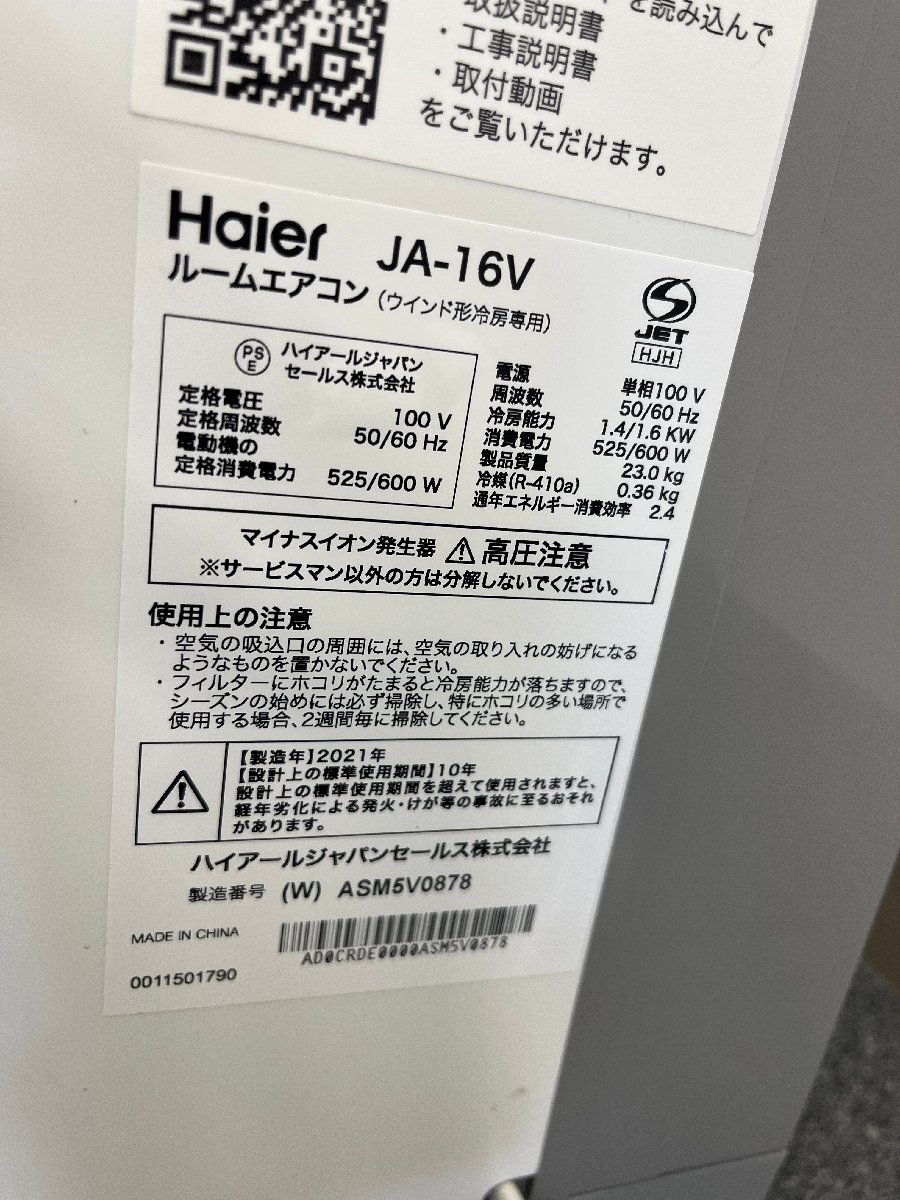 を読み込んで
取扱説明書
・工事説明書
・取付動画
をご覧いただけます。
Haier JA-16V
ルームエアコン (ウインド形冷房専用)
JET
HJH
PS
E
ハイアールジャパン
セールス株式会社
定格電圧 100 V
定格周波数 50/60 Hz
電動機の
定格消費電力 525/600 W
電源 単相100 V
周波数 50/60 Hz
冷房能力 1.4/1.6 KW
消費電力 525/600 W
製品質量 23.0 kg
冷媒(R-410a) 0.36 kg
通年エネルギー消費効率 2.4
マイナスイオン発生器 高圧注意
※サービスマン以外の方は分解しないでください。
使用上の注意
・空気の吸込口の周囲には、空気の取り入れの妨げになる
ようなものを置かないでください。
・フィルターにホコリがたまると冷房能力が落ちますので、
シーズンの始めには必ず掃除し、特にホコリの多い場所で
使用する場合、2週間毎に掃除してください。
【製造年】2021年
【設計上の標準使用期間】10年
設計上の標準使用期間を超えて使用されますと、
経年劣化による発火・けが等の事故に至るおそれ
があります。
ハイアールジャパンセールス株式会社
製造番号 (W) ASM5V0878
MADE IN CHINA
AD0CRDE0000ASM5V0878
0011501790